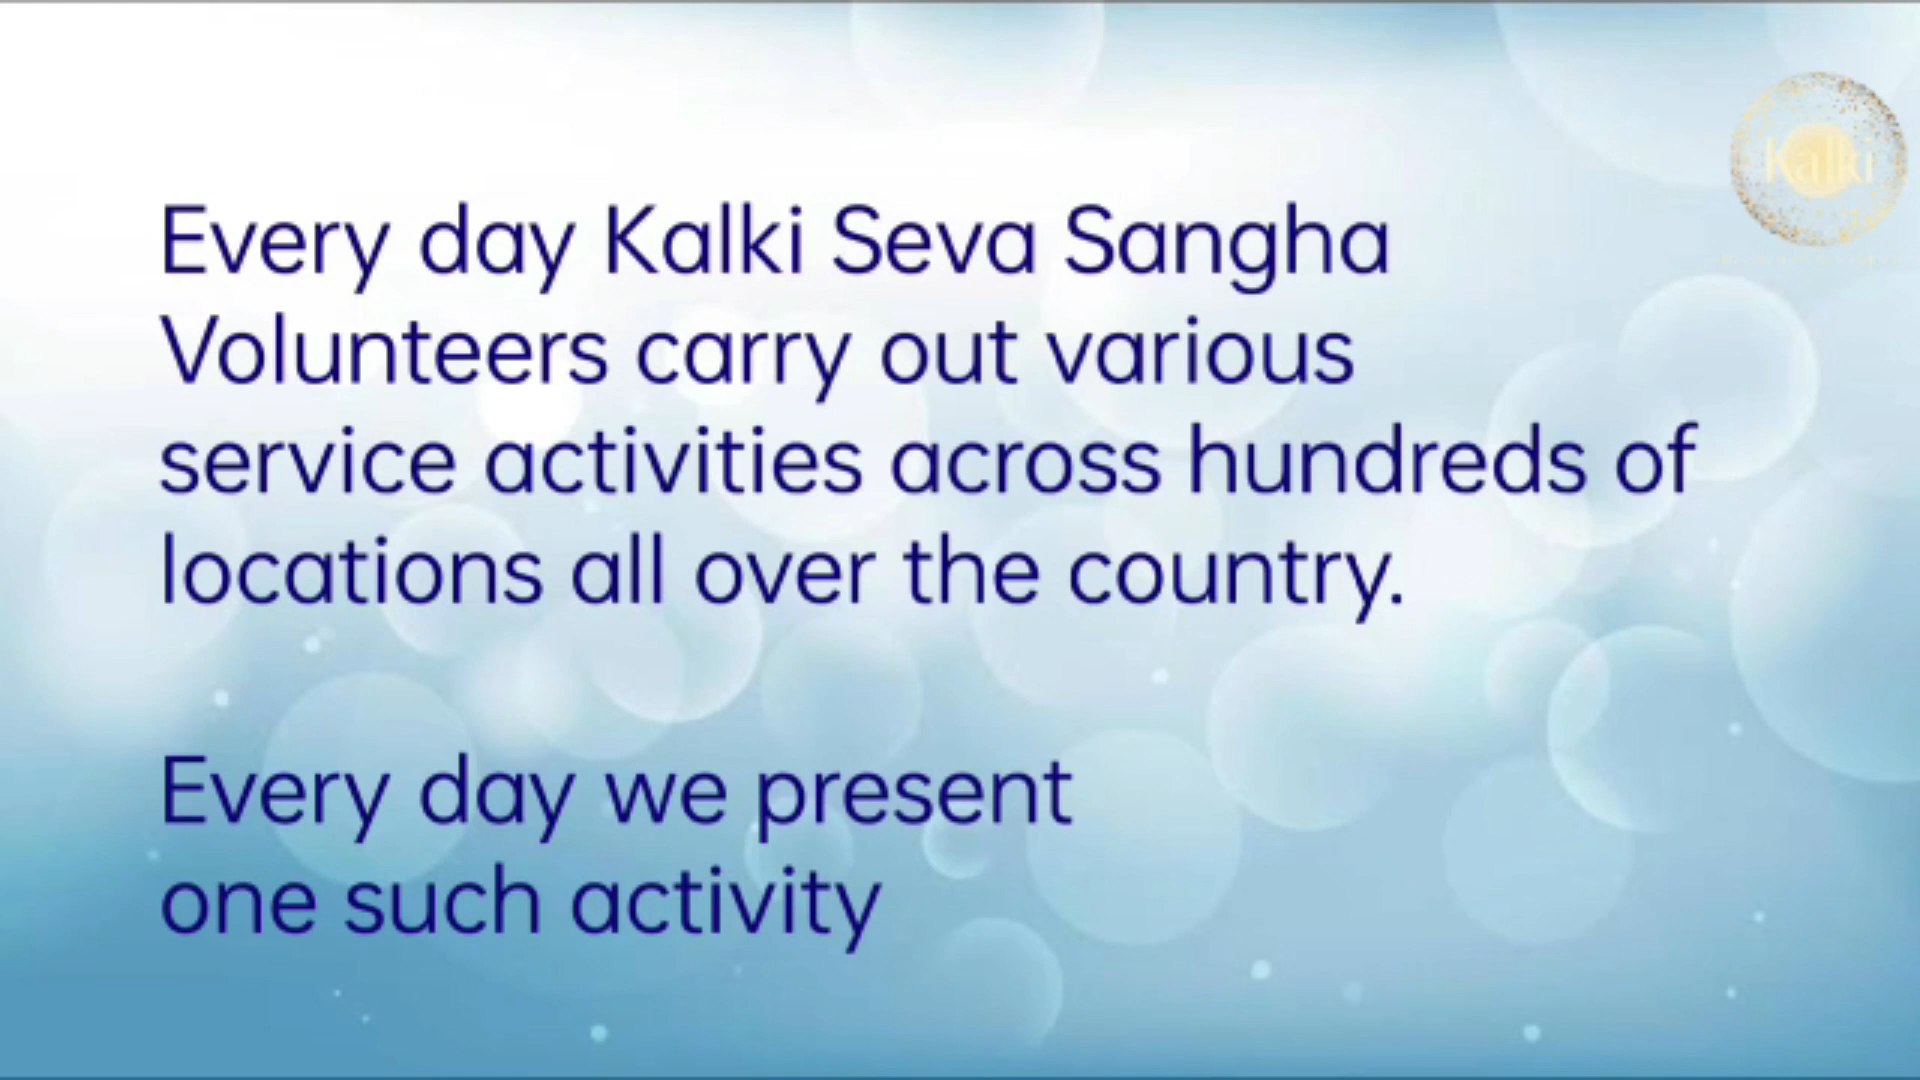 Kalki
Every day Kalki Seva Sangha
Volunteers carry out various
service activities across hundreds of
locations all over the country.
Every day we present
one such activity